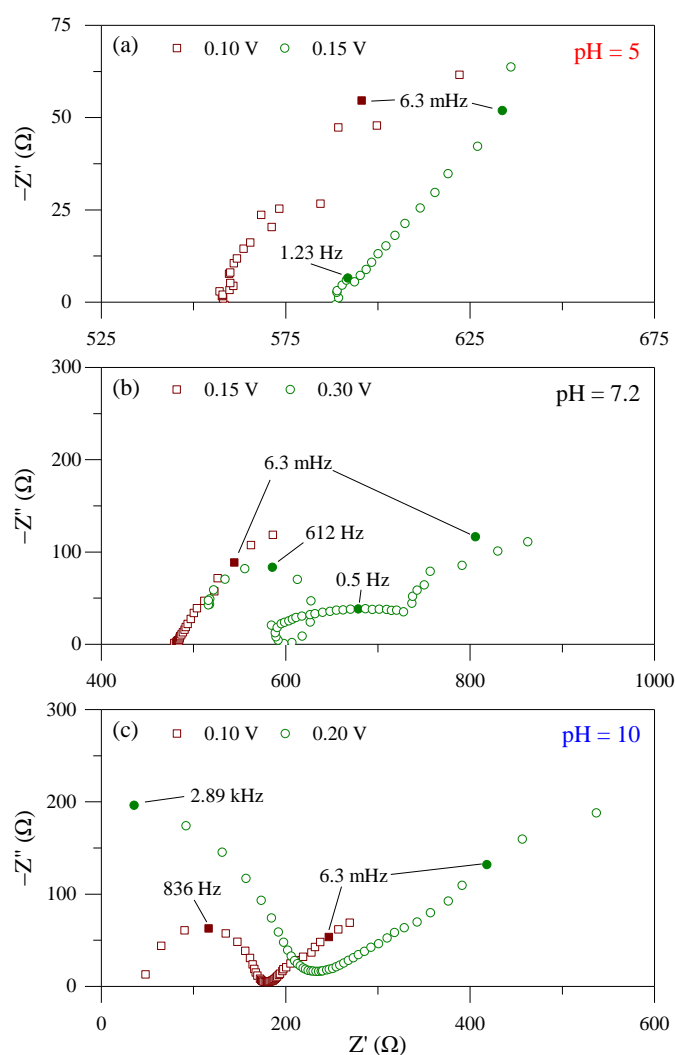 75
50
25
0
−Z'' (Ω)
(a) 0.10 V 0.15 V pH = 5
6.3 mHz
1.23 Hz
525 575 625 675
300
200
100
0
−Z'' (Ω)
(b) 0.15 V 0.30 V pH = 7.2
6.3 mHz
612 Hz
0.5 Hz
400 600 800 1000
300
200
100
0
−Z'' (Ω)
(c) 0.10 V 0.20 V pH = 10
2.89 kHz
836 Hz
6.3 mHz
0 200 400 600
Z' (Ω)